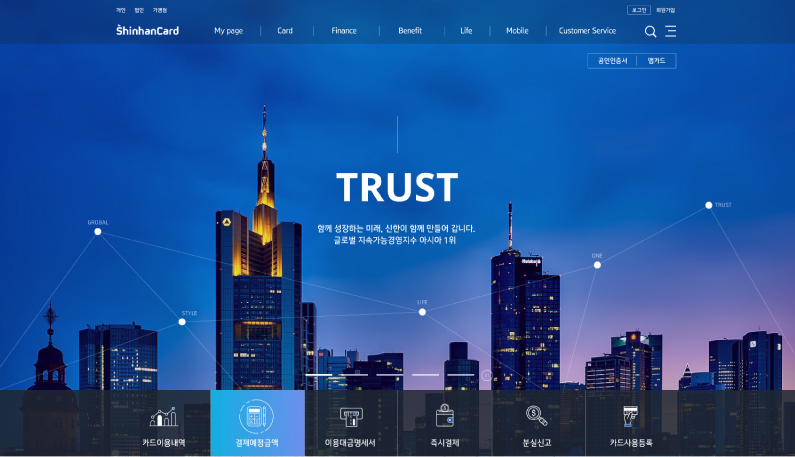 개인 법인 가맹점
로그인 회원가입
ShinhanCard My page Card Finance Benefit Life Mobile Customer Service
공인인증서 앱카드
TRUST
함께 성장하는 미래, 신한이 함께 만들어 갑니다.
글로벌 지속가능경영지수 아시아 1위
TRUST
GROBAL
ONE
LIFE
STYLE
카드이용내역 결제예정금액 이용대금명세서 즉시결제 분실신고 카드사용등록